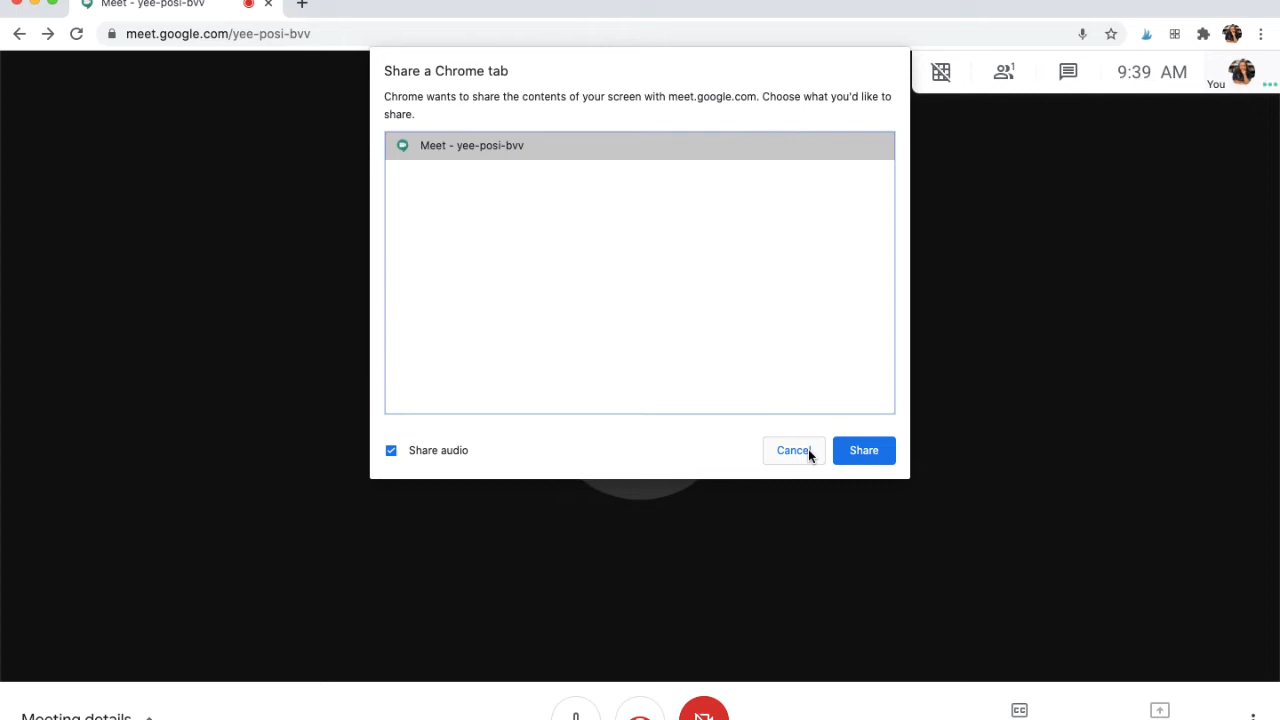 Meet - yee-posi-bvv
meet.google.com/yee-posi-bvv
Share a Chrome tab
Chrome wants to share the contents of your screen with meet.google.com. Choose what you'd like to
share.
Meet - yee-posi-bvv
Share audio
Cancel
Share
1
9:39 AM
You
Meeting details
CC